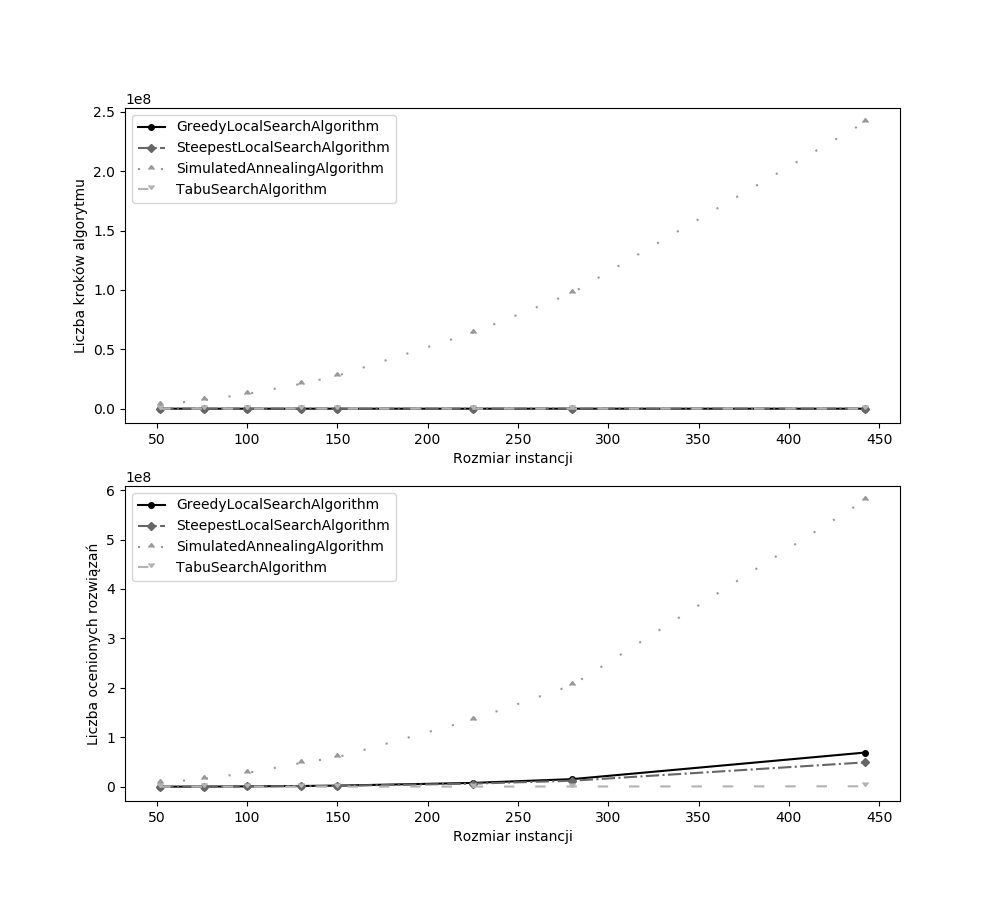 1e8
2.5
2.0
1.5
1.0
0.5
0.0
Liczba kroków algorytmu
GreedyLocalSearchAlgorithm
SteepestLocalSearchAlgorithm
SimulatedAnnealingAlgorithm
TabuSearchAlgorithm
50 100 150 200 250 300 350 400 450
Rozmiar instancji
1e8
6
5
4
3
2
1
0
Liczba ocenionych rozwiązań
GreedyLocalSearchAlgorithm
SteepestLocalSearchAlgorithm
SimulatedAnnealingAlgorithm
TabuSearchAlgorithm
50 100 150 200 250 300 350 400 450
Rozmiar instancji